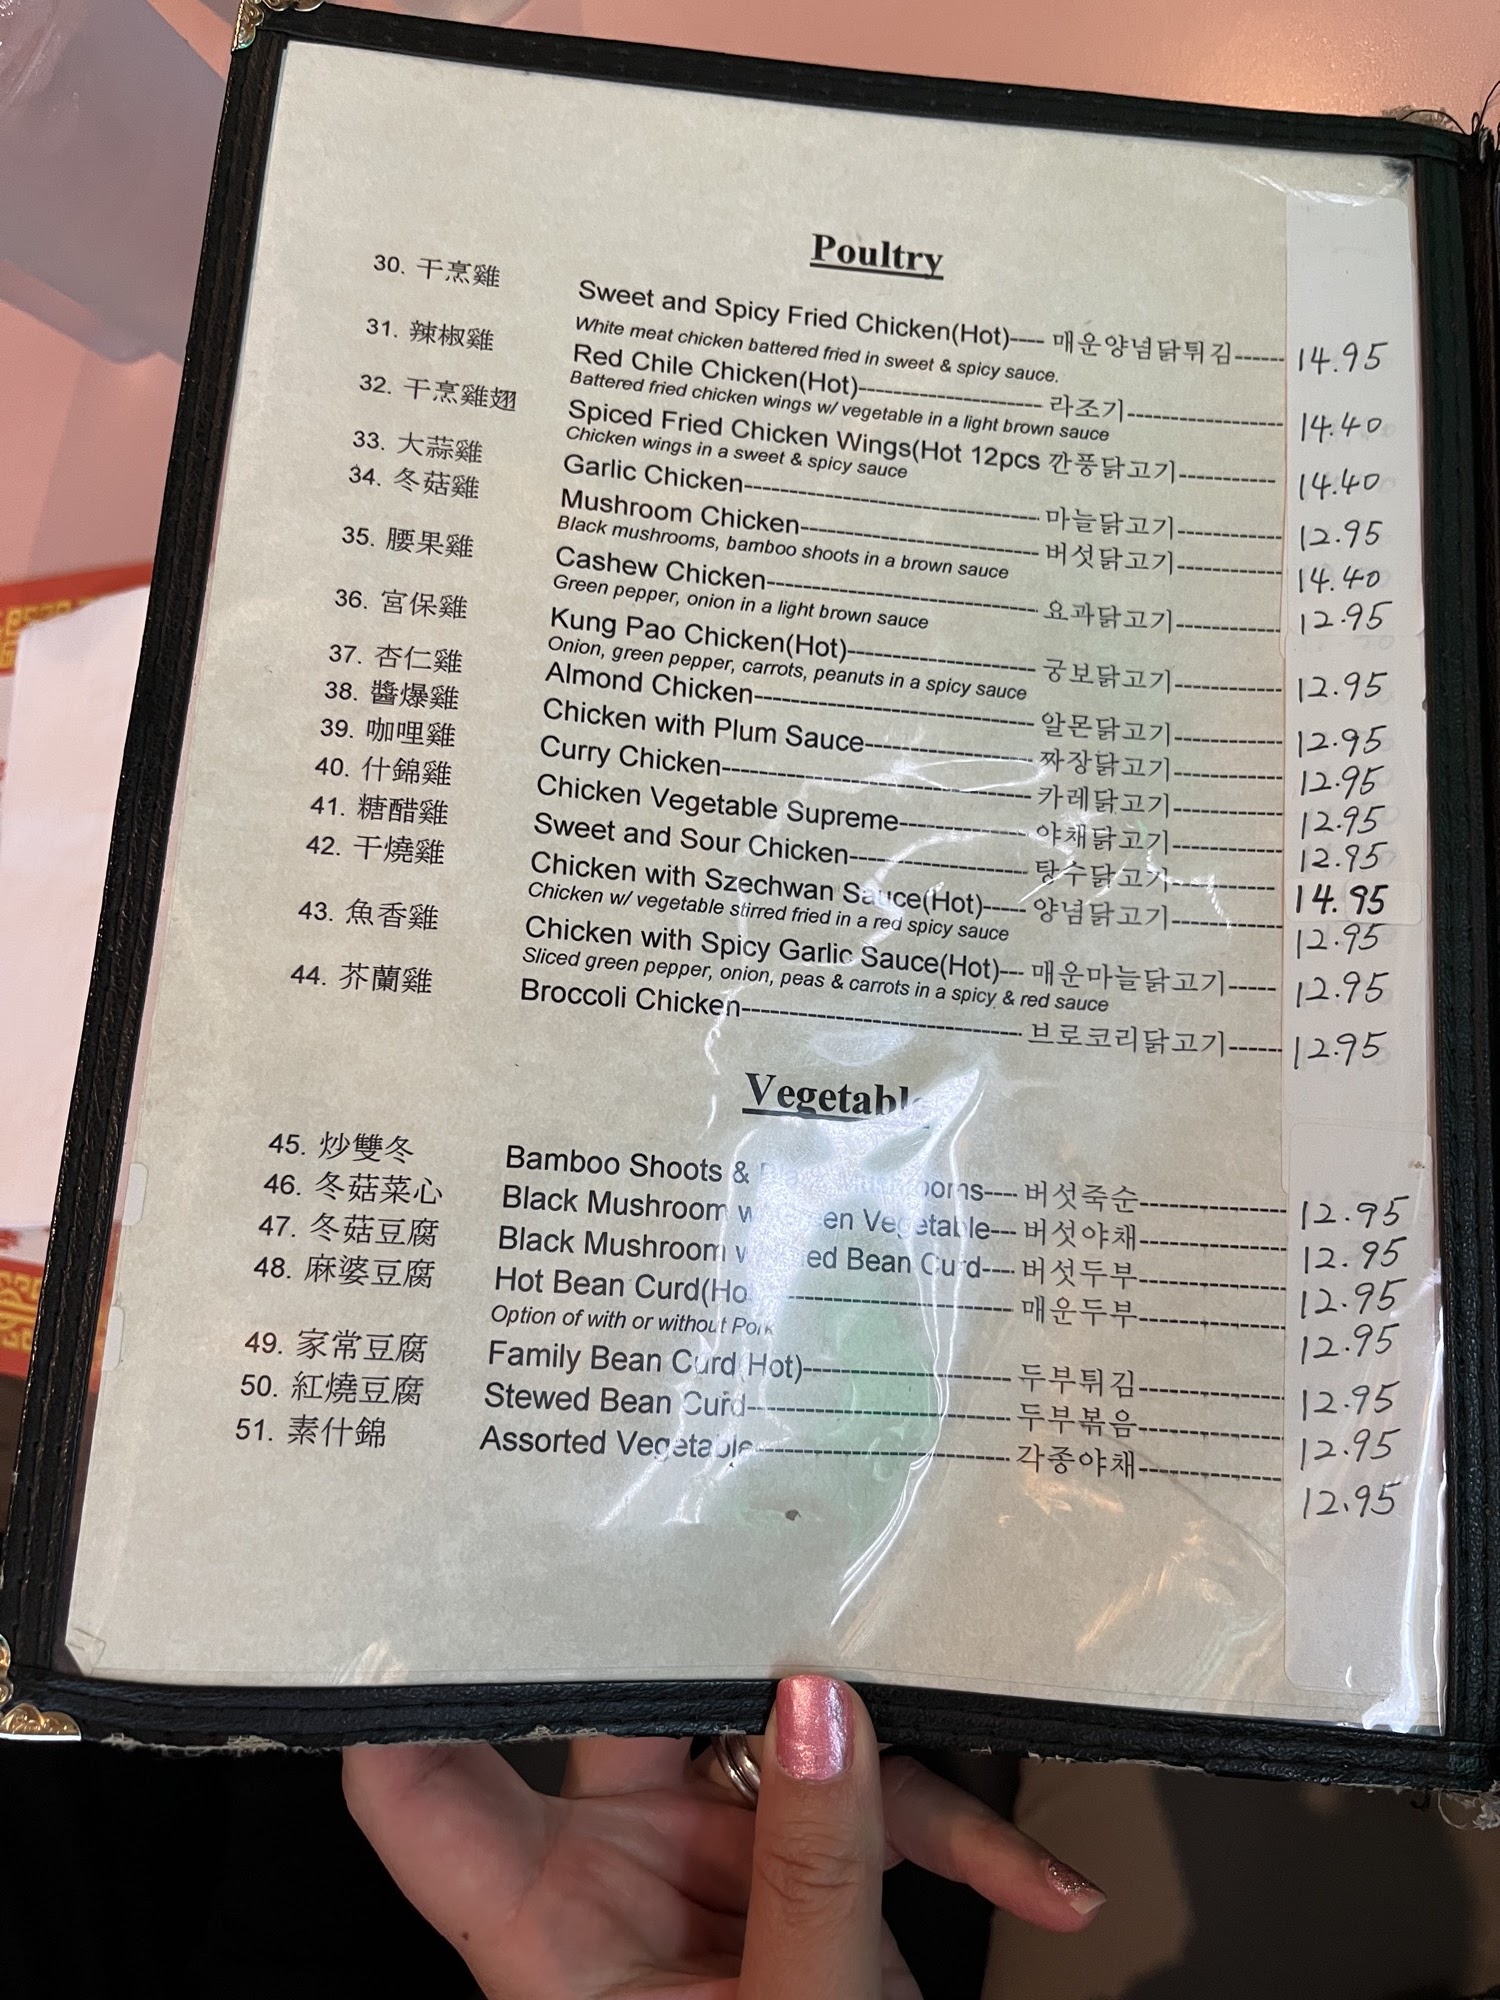 Poultry
30. 干烹雞 Sweet and Spicy Fried Chicken(Hot)---- 매운양념닭튀김------ 14.95
White meat chicken battered fried in sweet & spicy sauce.
31. 辣椒雞 Red Chile Chicken(Hot)-------------------- 라조기------------------ 14.40
Battered fried chicken wings w/ vegetable in a light brown sauce
32. 干烹雞翅 Spiced Fried Chicken Wings(Hot 12pcs 깐풍닭고기----------- 14.40
Chicken wings in a sweet & spicy sauce
33. 大蒜雞 Garlic Chicken-------------------------------- 마늘닭고기------------ 12.95
34. 冬菇雞 Mushroom Chicken-------------------------- 버섯닭고기------------ 14.40
Black mushrooms, bamboo shoots in a brown sauce
35. 腰果雞 Cashew Chicken------------------------------ 요과닭고기------------ 12.95
Green pepper, onion in a light brown sauce
36. 宮保雞 Kung Pao Chicken(Hot)--------------------- 궁보닭고기------------ 12.95
Onion, green pepper, carrots, peanuts in a spicy sauce
37. 杏仁雞 Almond Chicken------------------------------- 알몬닭고기------------ 12.95
38. 醬爆雞 Chicken with Plum Sauce------------------- 짜장닭고기------------ 12.95
39. 咖哩雞 Curry Chicken---------------------------------- 카레닭고기------------ 12.95
40. 什錦雞 Chicken Vegetable Supreme-------------- 야채닭고기------------ 12.95
41. 糖醋雞 Sweet and Sour Chicken-------------------- 탕수닭고기------------ 14.95
42. 干燒雞 Chicken with Szechwan Sauce(Hot)----- 양념닭고기------------ 12.95
Chicken w/ vegetable stirred fried in a red spicy sauce
43. 魚香雞 Chicken with Spicy Garlic Sauce(Hot)--- 매운마늘닭고기----- 12.95
Sliced green pepper, onion, peas & carrots in a spicy & red sauce
44. 芥蘭雞 Broccoli Chicken-------------------------------- 브로코리닭고기------ 12.95
Vegetabl
45. 炒雙冬 Bamboo Shoots & ---- 버섯죽순---------------- 12.95
46. 冬菇菜心 Black Mushroom Vegetable--- 버섯야채---------------- 12.95
47. 冬菇豆腐 Black Mushroom Bean Curd---- 버섯두부---------------- 12.95
48. 麻婆豆腐 Hot Bean Curd(Ho ------------------------- 매운두부---------------- 12.95
Option of with or without Pork
49. 家常豆腐 Family Bean Curd(Hot)----------------------- 두부튀김---------------- 12.95
50. 紅燒豆腐 Stewed Bean Curd----------------------------- 두부볶음---------------- 12.95
51. 素什錦 Assorted Vegetable---------------------------- 각종야채---------------- 12.95